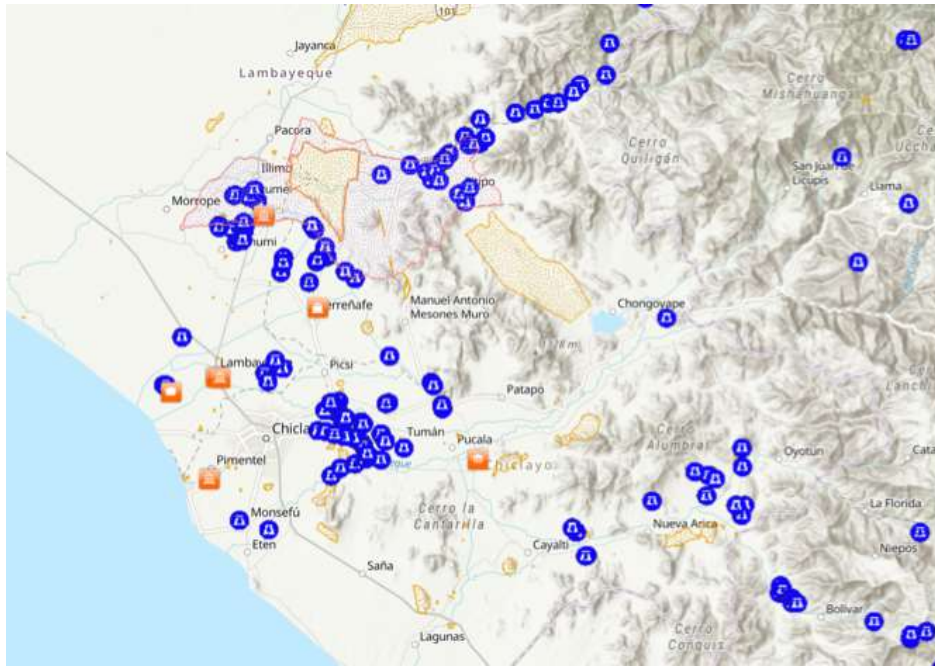 101
Jayanca
Lambayeque
Cerro
Mishahuanga
Pacora
Cerro
Quiligán
Illimo
San Juan de
Licupis
Llama
Morrope
Chongoyape
Manuel Antonio
Mesones Muro
Picsi
Patapo
Chicla
Tumán
Pucala
Chiclayo
Cerro
Alumbral
Oyotun
Pimentel
La Florida
Monsefú
Cerro la
Cantarilla
Nueva Arica
Eten
Cayalti
Niepos
Saña
Bolivar
Lagunas
Cerro
Conquis